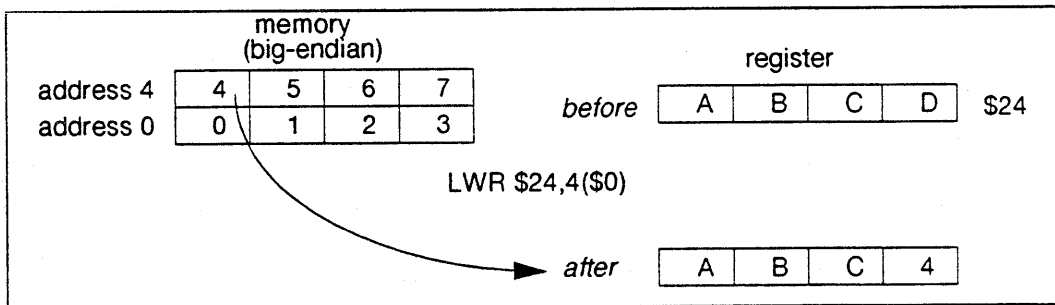 memory
(big-endian)
register
address 4 4 5 6 7
before A B C D $24
address 0 0 1 2 3
LWR $24,4($0)
after A B C 4